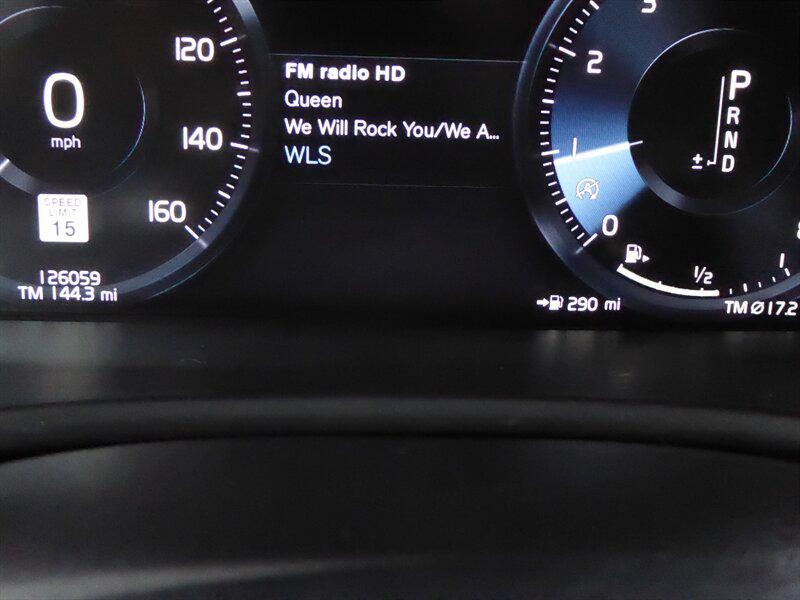 120
0
mph
140
SPEED
LIMIT
15
160
126059
TM 144.3 mi
FM radio HD
Queen
We Will Rock You/We A...
WLS
3
2
1
0
P
R
N
D
±
1/2
1
290 mi
TM Ø 17.2